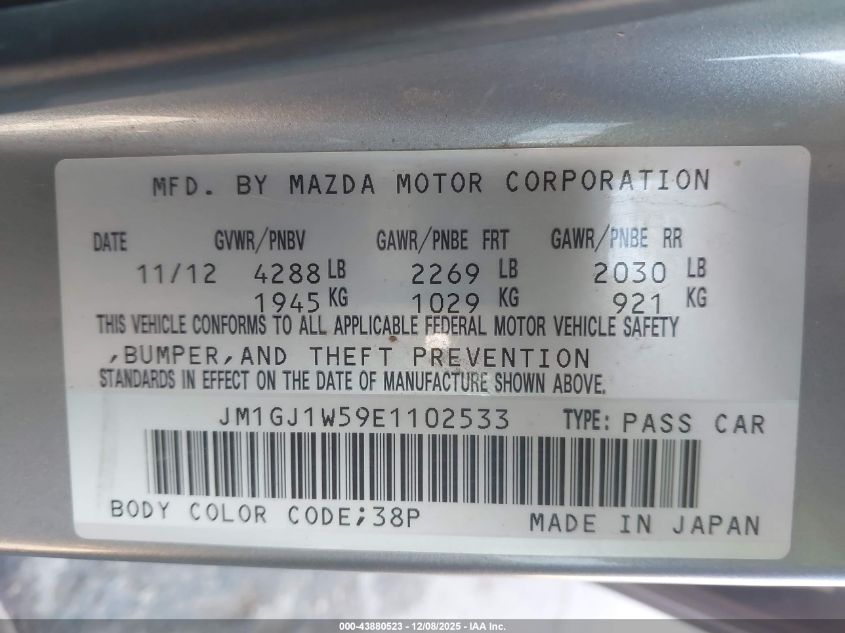 MFD. BY MAZDA MOTOR CORPORATION
DATE GVWR/PNBV GAWR/PNBE FRT GAWR/PNBE RR
11/12 4288 LB 2269 LB 2030 LB
1945 KG 1029 KG 921 KG
THIS VEHICLE CONFORMS TO ALL APPLICABLE FEDERAL MOTOR VEHICLE SAFETY
,BUMPER,AND THEFT PREVENTION
STANDARDS IN EFFECT ON THE DATE OF MANUFACTURE SHOWN ABOVE.
JM1GJ1W59E1102533 TYPE: PASS CAR
BODY COLOR CODE;38P MADE IN JAPAN
000-43880523 - 12/08/2025 - IAA Inc.